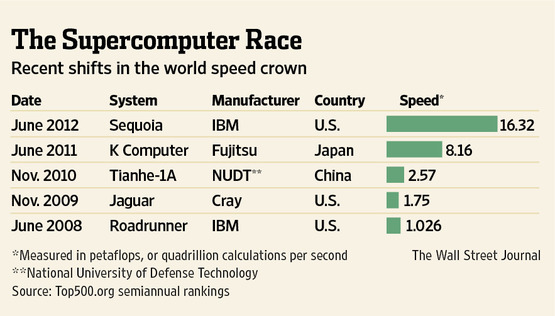 The Supercomputer Race
Recent shifts in the world speed crown
Date System Manufacturer Country Speed*
June 2012 Sequoia IBM U.S. 16.32
June 2011 K Computer Fujitsu Japan 8.16
Nov. 2010 Tianhe-1A NUDT** China 2.57
Nov. 2009 Jaguar Cray U.S. 1.75
June 2008 Roadrunner IBM U.S. 1.026
*Measured in petaflops, or quadrillion calculations per second The Wall Street Journal
**National University of Defense Technology
Source: Top500.org semiannual rankings